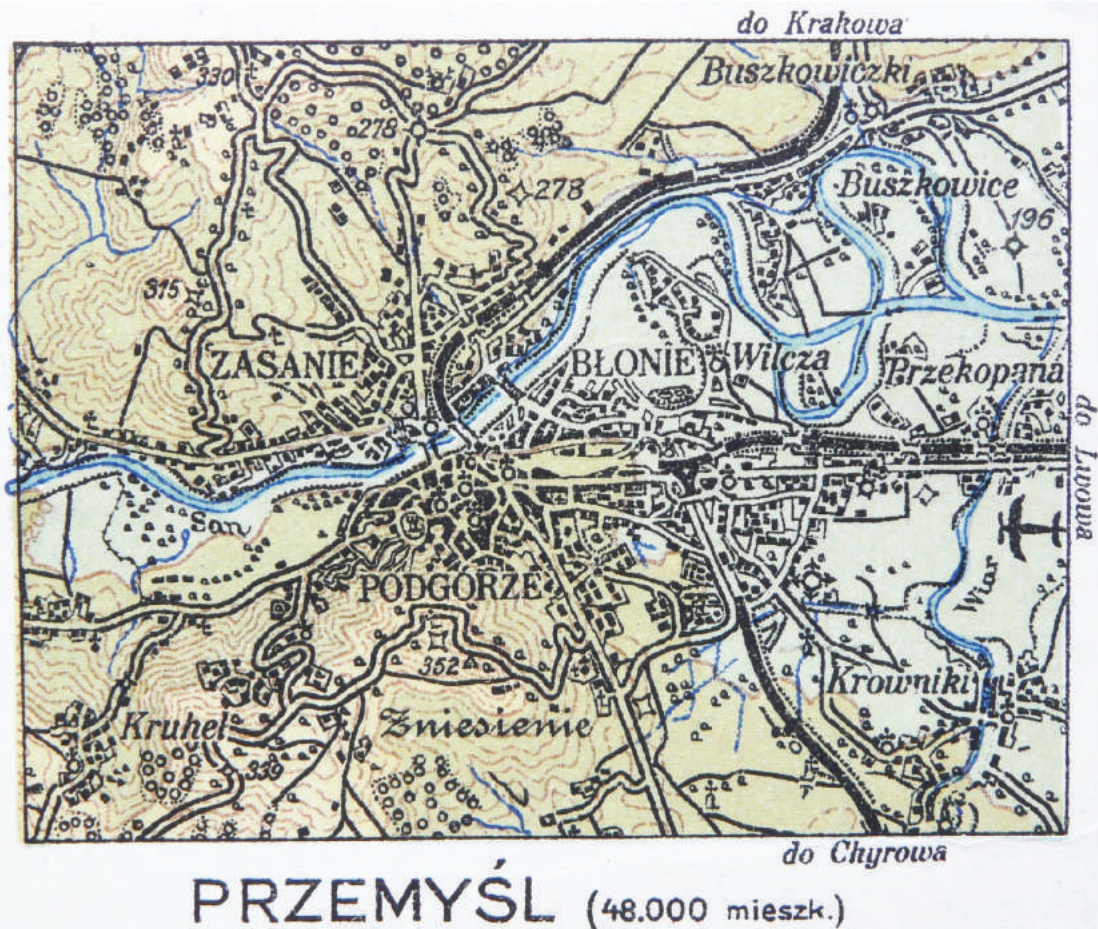 do Krakowa
330
Buszkowiczki
278
278
Buszkowice
196
315
ZASANIE
BŁONIE
Wilcza
Przekopana
do Lwowa
San
PODGÓRZE
Wiar
352
Krowniki
Kruhel
Zniesienie
339
do Chyrowa
PRZEMYŚL (48.000 mieszk.)